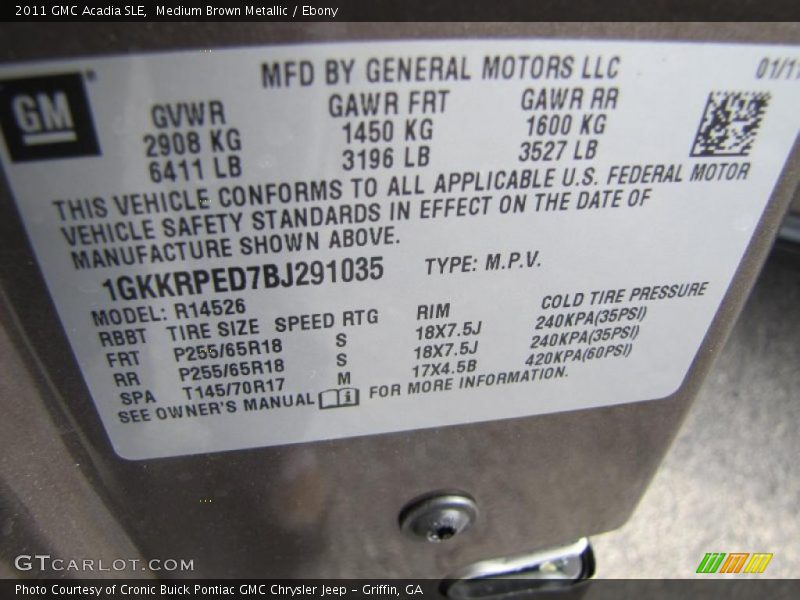 2011 GMC Acadia SLE,  Medium Brown Metallic / Ebony
MFD BY GENERAL MOTORS LLC
GM
GVWR GAWR FRT GAWR RR
2908 KG 1450 KG 1600 KG
6411 LB 3196 LB 3527 LB
THIS VEHICLE CONFORMS TO ALL APPLICABLE U.S. FEDERAL MOTOR
VEHICLE SAFETY STANDARDS IN EFFECT ON THE DATE OF
MANUFACTURE SHOWN ABOVE.
1GKKRPED7BJ291035 TYPE: M.P.V.
MODEL: R14526
RBBT TIRE SIZE SPEED RTG RIM COLD TIRE PRESSURE
FRT P255/65R18 S 18X7.5J 240KPA(35PSI)
RR P255/65R18 S 18X7.5J 240KPA(35PSI)
SPA T145/70R17 M 17X4.5B 420KPA(60PSI)
SEE OWNER'S MANUAL i FOR MORE INFORMATION.
GTCARLOT.COM
Photo Courtesy of Cronic Buick Pontiac GMC Chrysler Jeep - Griffin, GA